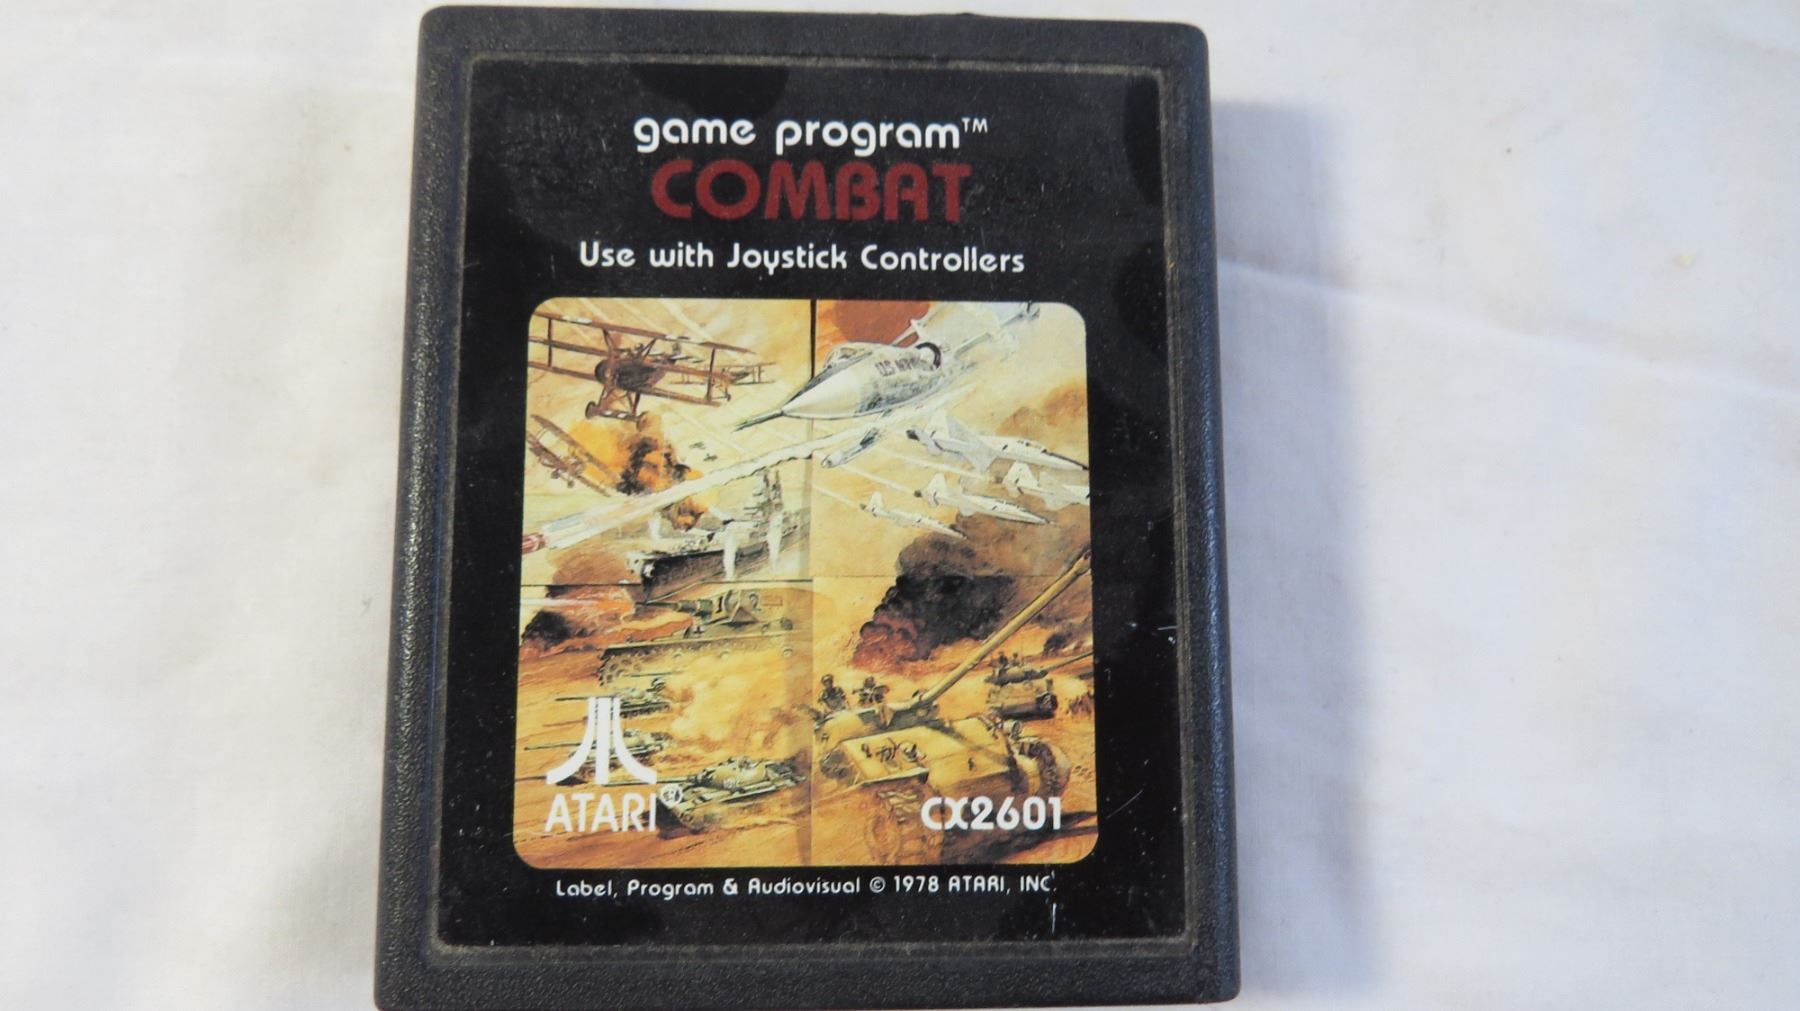 game program™
COMBAT
Use with Joystick Controllers
ATARI®
CX2601
Label, Program & Audiovisual © 1978 ATARI, INC.